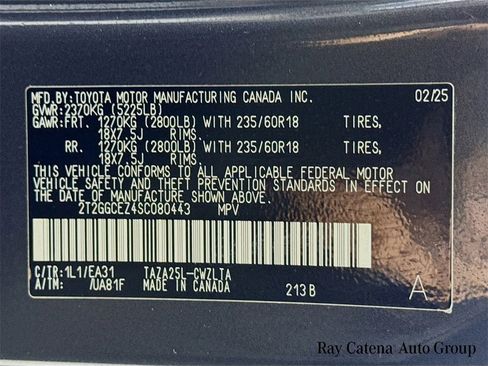 MFD.BY:TOYOTA MOTOR MANUFACTURING CANADA INC. 02/25
GVWR:2370KG (5225LB)
GAWR:FRT. 1270KG (2800LB) WITH 235/60R18 TIRES,
18X7.5J RIMS.
RR. 1270KG (2800LB) WITH 235/60R18 TIRES,
18X7.5J RIMS.
THIS VEHICLE CONFORMS TO ALL APPLICABLE FEDERAL MOTOR
VEHICLE SAFETY AND THEFT PREVENTION STANDARDS IN EFFECT ON
THE DATE OF MANUFACTURE SHOWN ABOVE.
2T2GGCEZ4SC080443 MPV
C/TR:1L1/EA31 TAZA25L-CWZLTA
A/TM: /UA81F MADE IN CANADA 213B A
Ray Catena Auto Group